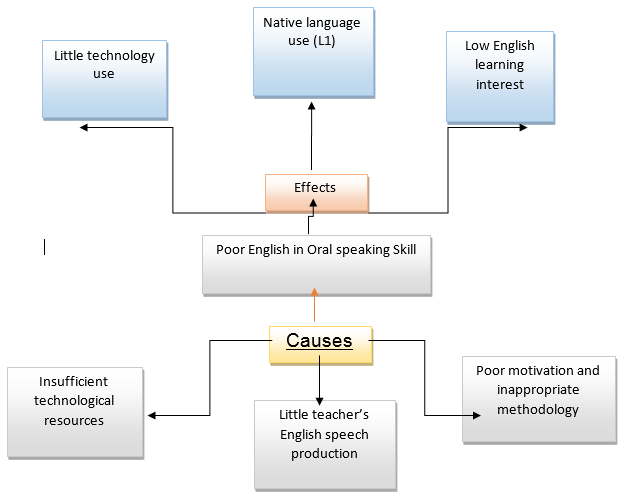 Little technology
use
Native language
use (L1)
Low English
learning
interest
Effects
Poor English in Oral speaking Skill
Causes
Insufficient
technological
resources
Little teacher’s
English speech
production
Poor motivation and
inappropriate
methodology